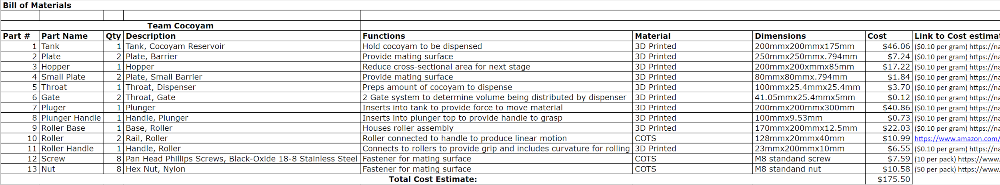 Bill of Materials
Team Cocoyam
Part # Part Name Qty Description Functions Material Dimensions Cost Link to Cost estimat
1 Tank 1 Tank, Cocoyam Reservoir Hold cocoyam to be dispensed 3D Printed 200mmx200mmx175mm $46.06 ($0.10 per gram) https://na
2 Plate 2 Plate, Barrier Provide mating surface 3D Printed 250mmx250mmx.794mm $7.24 ($0.10 per gram) https://na
3 Hopper 1 Hopper Reduce cross-sectional area for next stage 3D Printed 200mmx200xmmx85mm $17.22 ($0.10 per gram) https://na
4 Small Plate 2 Plate, Small Barrier Provide mating surface 3D Printed 80mmx80mmx.794mm $1.84 ($0.10 per gram) https://na
5 Throat 1 Throat, Dispenser Preps amount of cocoyam to dispense 3D Printed 100mmx25.4mmx25.4mm $3.70 ($0.10 per gram) https://na
6 Gate 2 Throat, Gate 2 Gate system to determine volume being distributed by dispenser 3D Printed 41.05mmx25.4mmx5mm $0.12 ($0.10 per gram) https://na
7 Pluger 1 Plunger Inserts into tank to provide force to move material 3D Printed 200mmx200mmx300mm $40.86 ($0.10 per gram) https://na
8 Plunger Handle 1 Handle, Plunger Inserts into plunger top to provide handle to grasp 3D Printed 100mmx9.53mm $0.73 ($0.10 per gram) https://na
9 Roller Base 1 Base, Roller Houses roller assembly 3D Printed 170mmx200mmx12.5mm $22.03 ($0.10 per gram) https://na
10 Roller 2 Rail, Roller Roller connected to handle to produce linear motion COTS 128mmx20mmx40mm $10.99 https://www.amazon.com/
11 Roller Handle 1 Handle, Roller Connects to rollers to provide grip and includes curvature for rolling 3D Printed 23mmx200mmx10mm $6.55 ($0.10 per gram) https://na
12 Screw 8 Pan Head Phillips Screws, Black-Oxide 18-8 Stainless Steel Fastener for mating surface COTS M8 standand screw $7.59 (10 per pack) https://www.
13 Nut 8 Hex Nut, Nylon Fastener for mating surface COTS M8 standand nut $10.58 (50 per pack) https://www.
Total Cost Estimate: $175.50